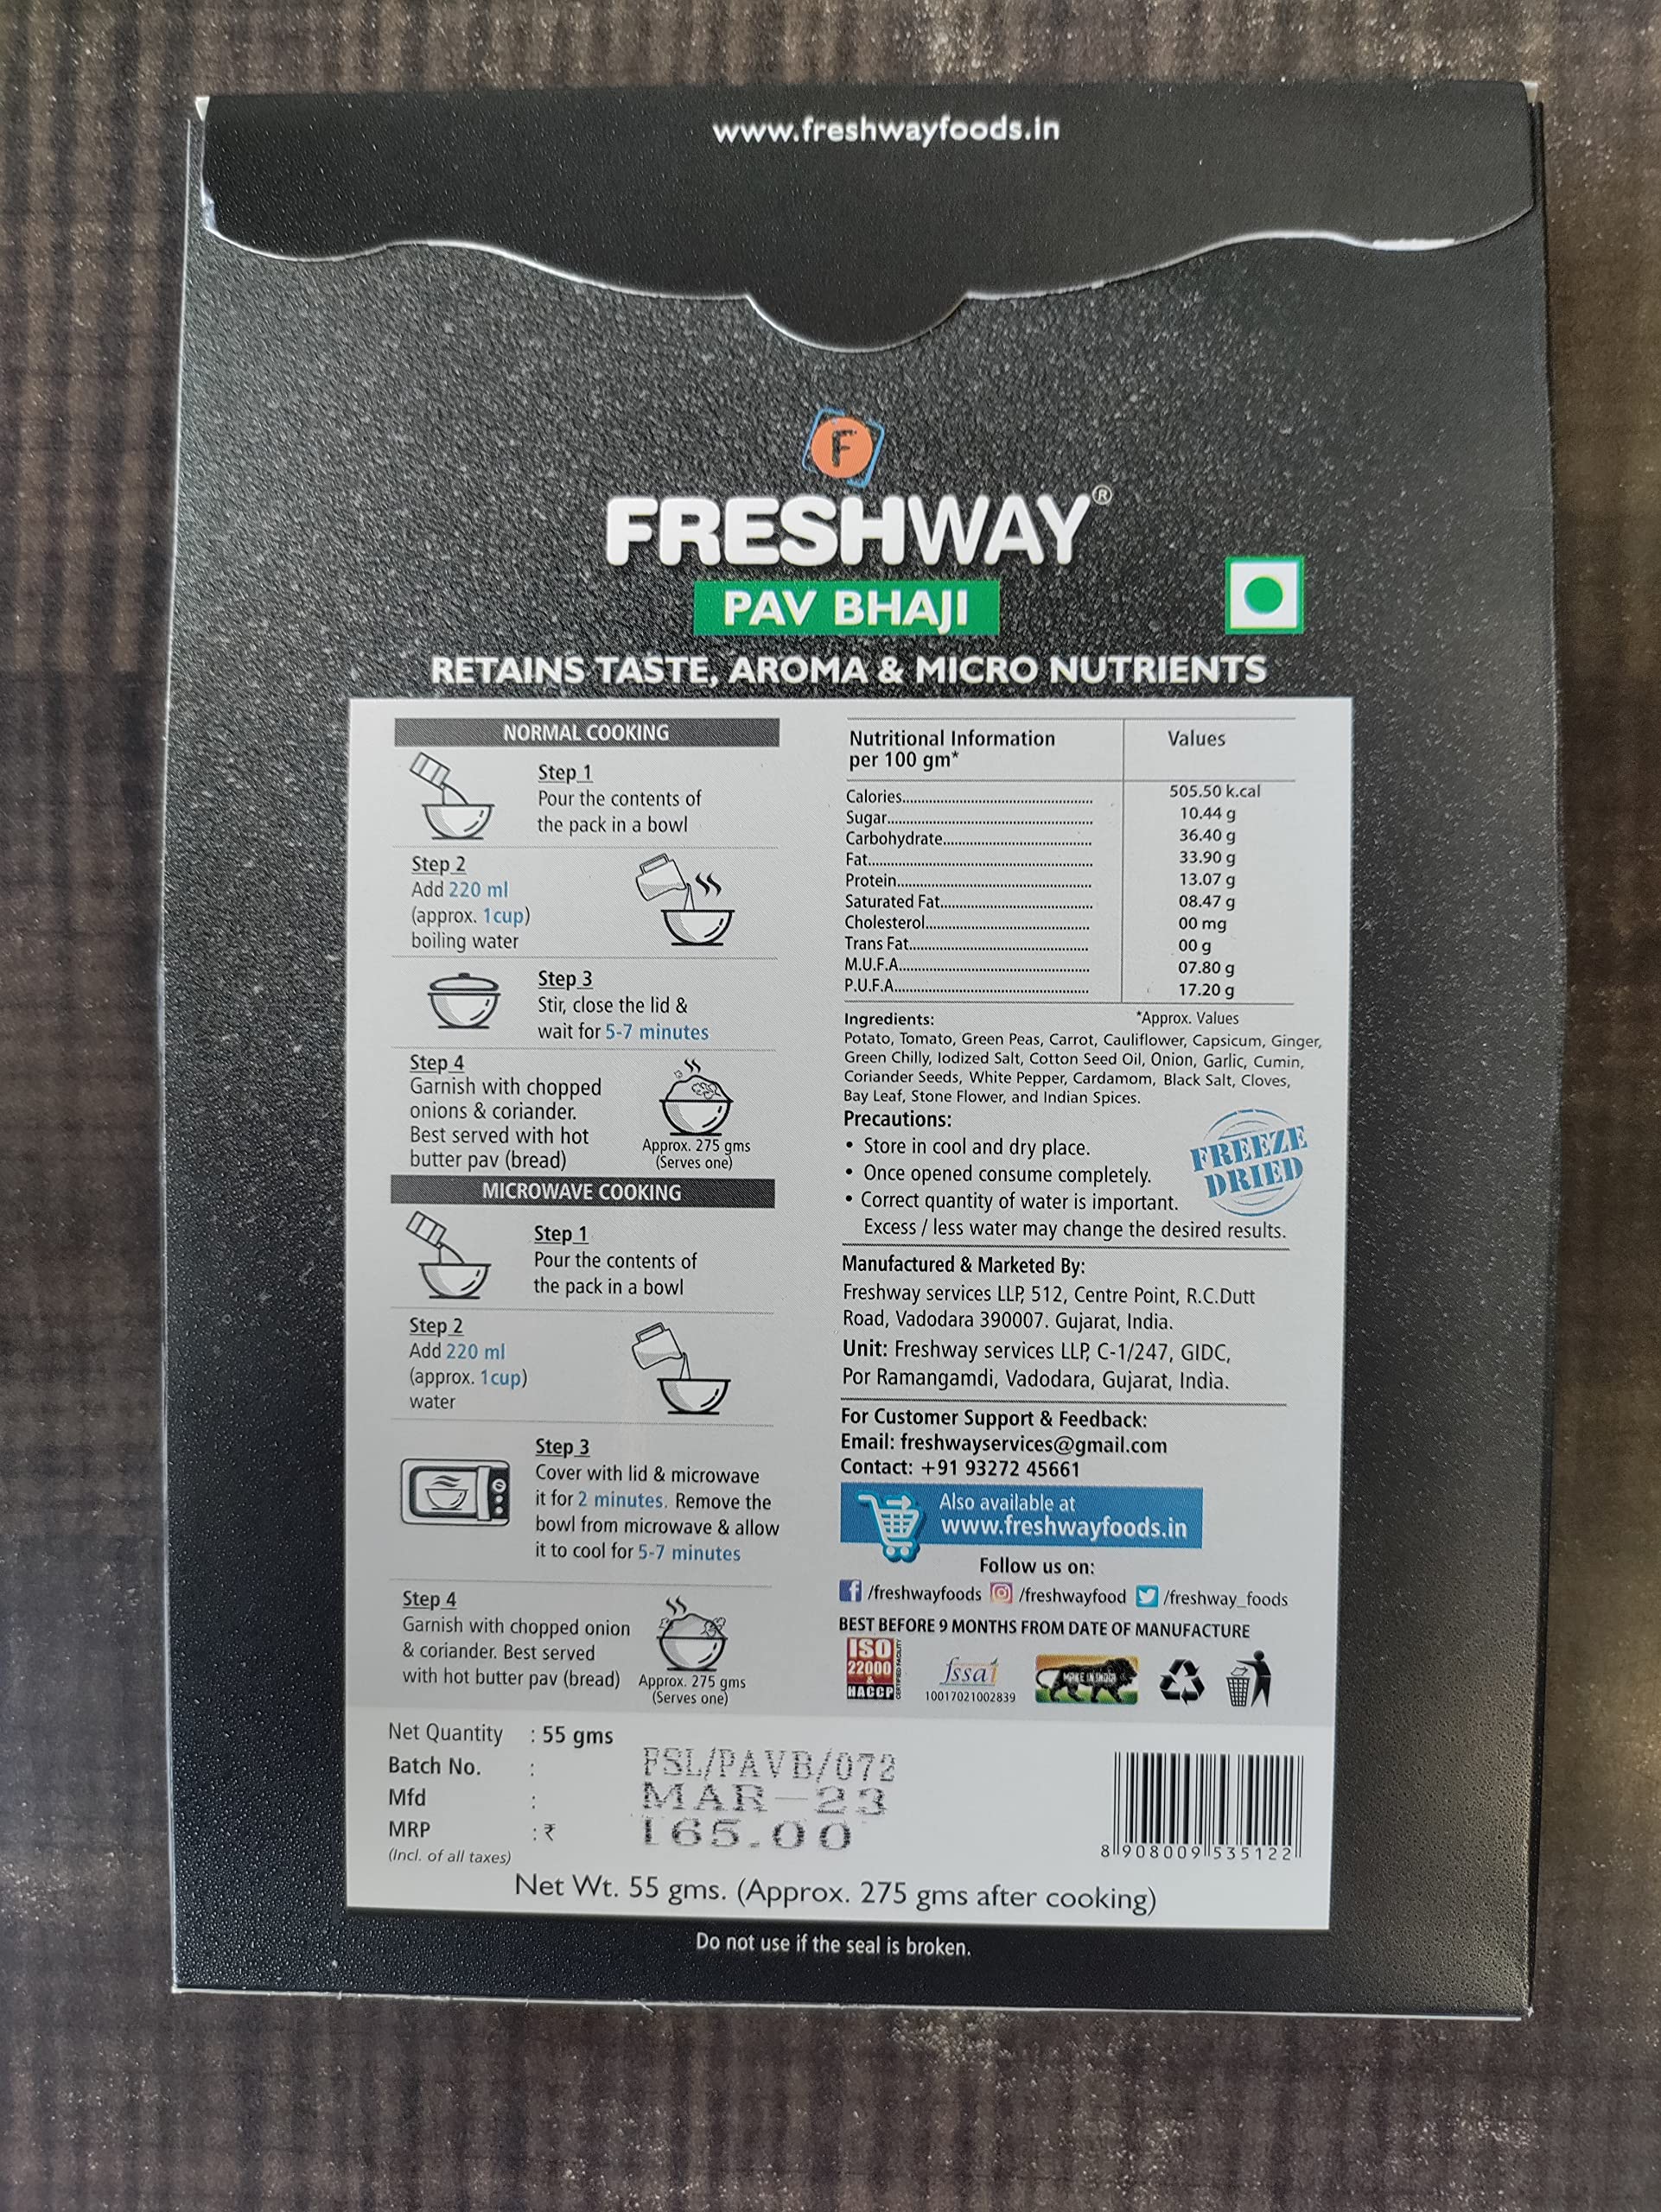 www.freshwayfoods.in
F
FRESHWAY®
PAV BHAJI
RETAINS TASTE, AROMA & MICRO NUTRIENTS
NORMAL COOKING
Step 1
Pour the contents of
the pack in a bowl
Step 2
Add 220 ml
(approx. 1cup)
boiling water
Step 3
Stir, close the lid &
wait for 5-7 minutes
Step 4
Garnish with chopped
onions & coriander.
Best served with hot
butter pav (bread)
Approx. 275 gms
(Serves one)
MICROWAVE COOKING
Step 1
Pour the contents of
the pack in a bowl
Step 2
Add 220 ml
(approx. 1cup)
water
Step 3
Cover with lid & microwave
it for 2 minutes. Remove the
bowl from microwave & allow
it to cool for 5-7 minutes
Step 4
Garnish with chopped onion
& coriander. Best served
with hot butter pav (bread)
Approx. 275 gms
(Serves one)
Nutritional Information Values
per 100 gm*
Calories................................................ 505.50 k.cal
Sugar................................................ 10.44 g
Carbohydrate................................................ 36.40 g
Fat................................................ 33.90 g
Protein................................................ 13.07 g
Saturated Fat................................................ 08.47 g
Cholesterol................................................ 00 mg
Trans Fat................................................ 00 g
M.U.F.A................................................ 07.80 g
P.U.F.A................................................ 17.20 g
*Approx. Values
Ingredients:
Potato, Tomato, Green Peas, Carrot, Cauliflower, Capsicum, Ginger,
Green Chilly, Iodized Salt, Cotton Seed Oil, Onion, Garlic, Cumin,
Coriander Seeds, White Pepper, Cardamom, Black Salt, Cloves,
Bay Leaf, Stone Flower, and Indian Spices.
Precautions:
• Store in cool and dry place.
• Once opened consume completely.
• Correct quantity of water is important.
Excess / less water may change the desired results.
FREEZE
DRIED
Manufactured & Marketed By:
Freshway services LLP, 512, Centre Point, R.C.Dutt
Road, Vadodara 390007. Gujarat, India.
Unit: Freshway services LLP, C-1/247, GIDC,
Por Ramangamdi, Vadodara, Gujarat, India.
For Customer Support & Feedback:
Email: freshwayservices@gmail.com
Contact: +91 93272 45661
Also available at
www.freshwayfoods.in
Follow us on:
f /freshwayfoods /freshwayfood /freshway_foods
BEST BEFORE 9 MONTHS FROM DATE OF MANUFACTURE
ISO
22000
&
HACCP
CERTIFIED FACILITY
fssai
10017021002839
MAKE IN INDIA
Net Quantity : 55 gms
Batch No. : FSL/PAVB/072
Mfd : MAR-23
MRP : ₹ 165.00
(Incl. of all taxes)
8 908009 535122
Net Wt. 55 gms. (Approx. 275 gms after cooking)
Do not use if the seal is broken.